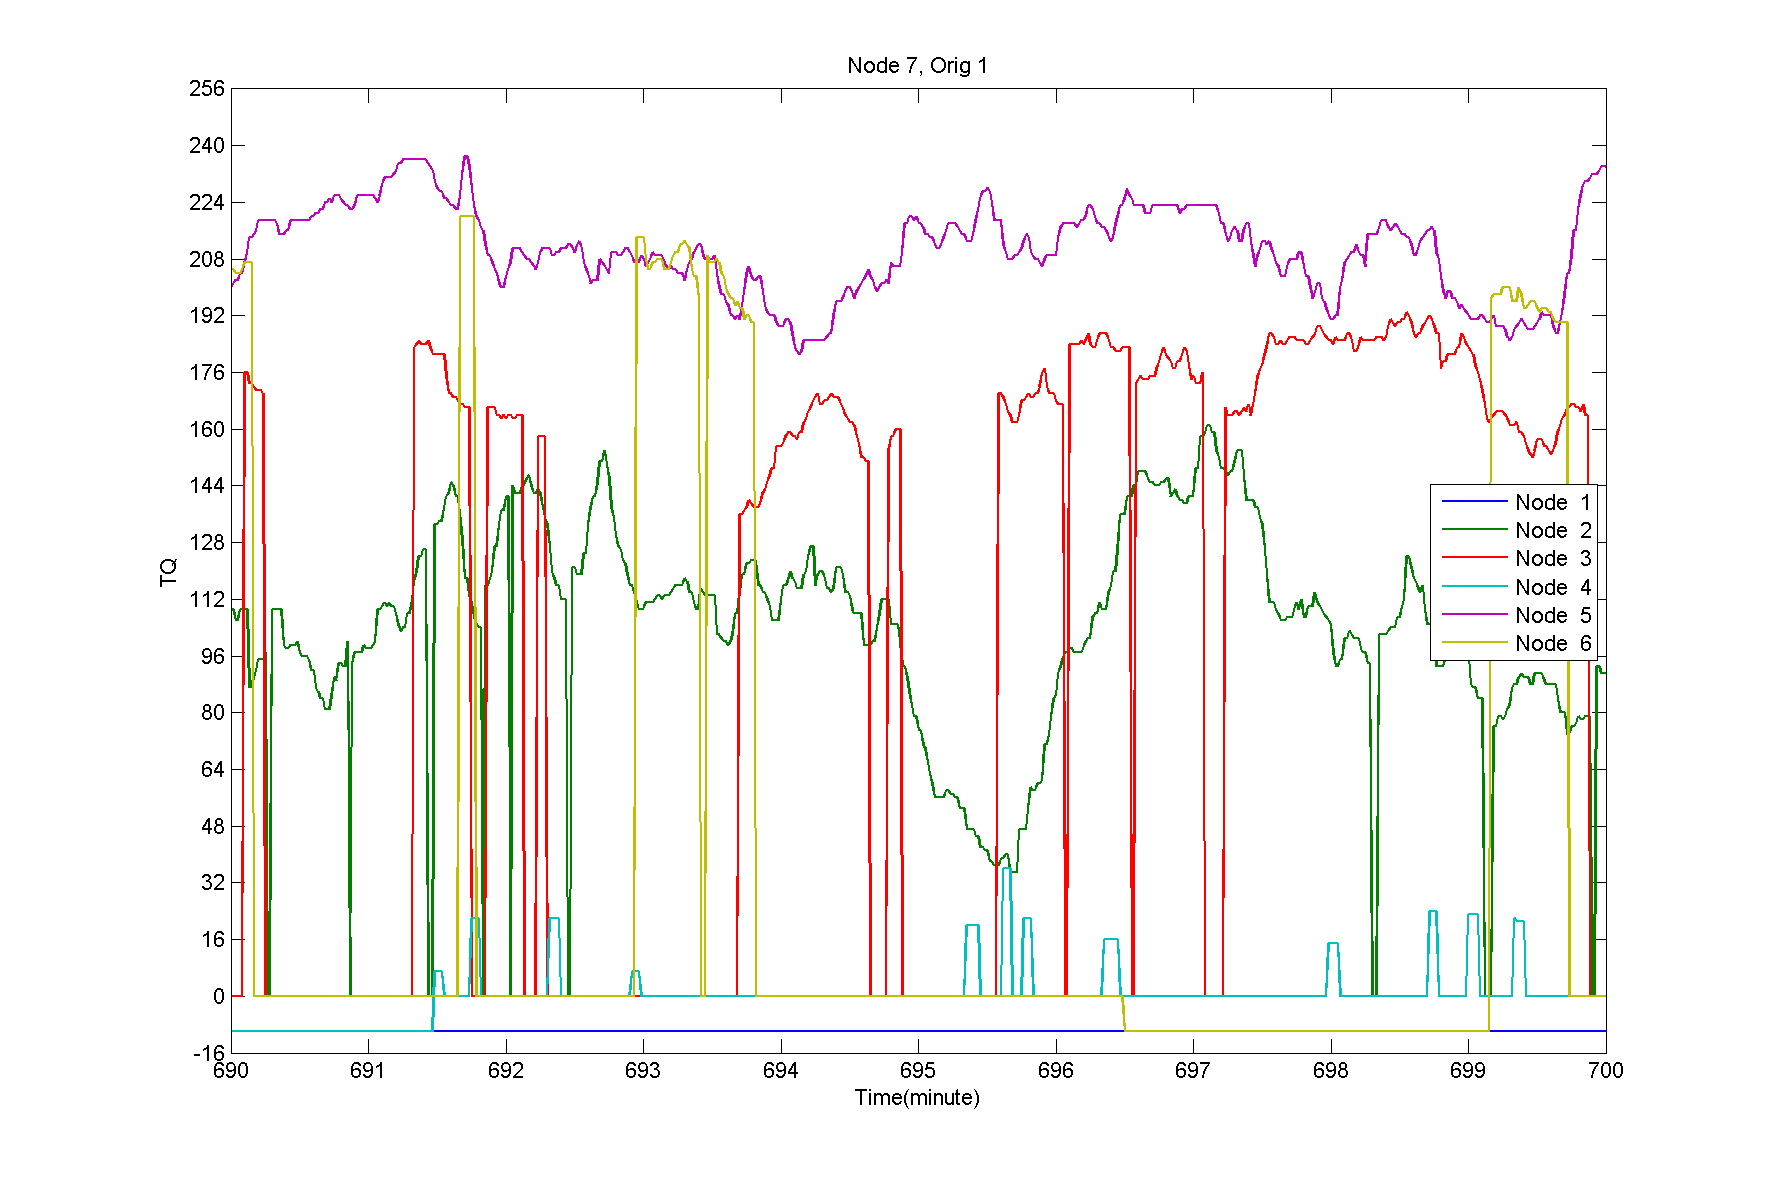 Node 7, Orig 1
256
240
224
208
192
176
160
144
128
112
96
80
64
48
32
16
0
-16
TQ
Node 1
Node 2
Node 3
Node 4
Node 5
Node 6
690 691 692 693 694 695 696 697 698 699 700
Time(minute)